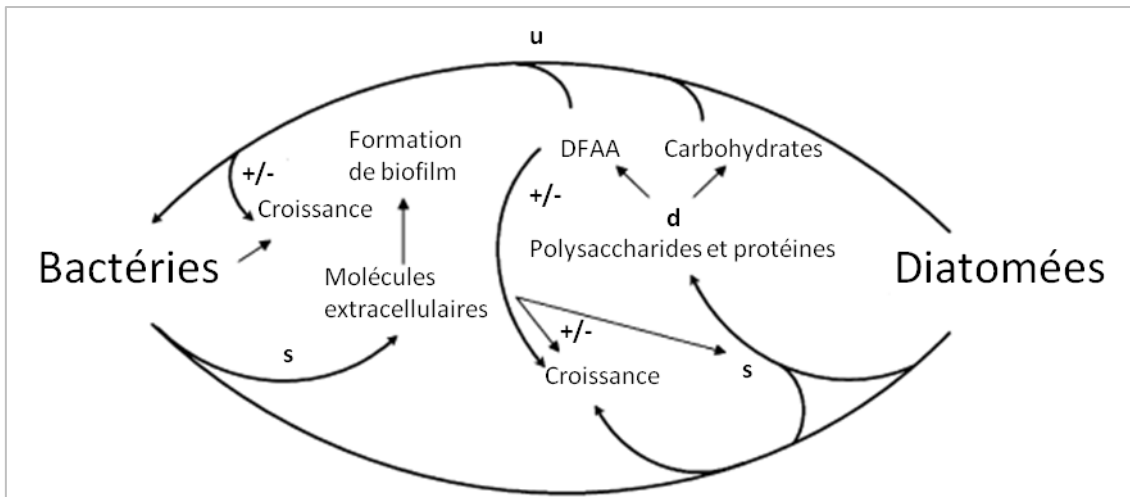 u
Formation
de biofilm
DFAA
Carbohydrates
+/-
+/-
Croissance
d
Polysaccharides et protéines
Bactéries
Diatomées
Molécules
extracellulaires
+/-
s
s
Croissance